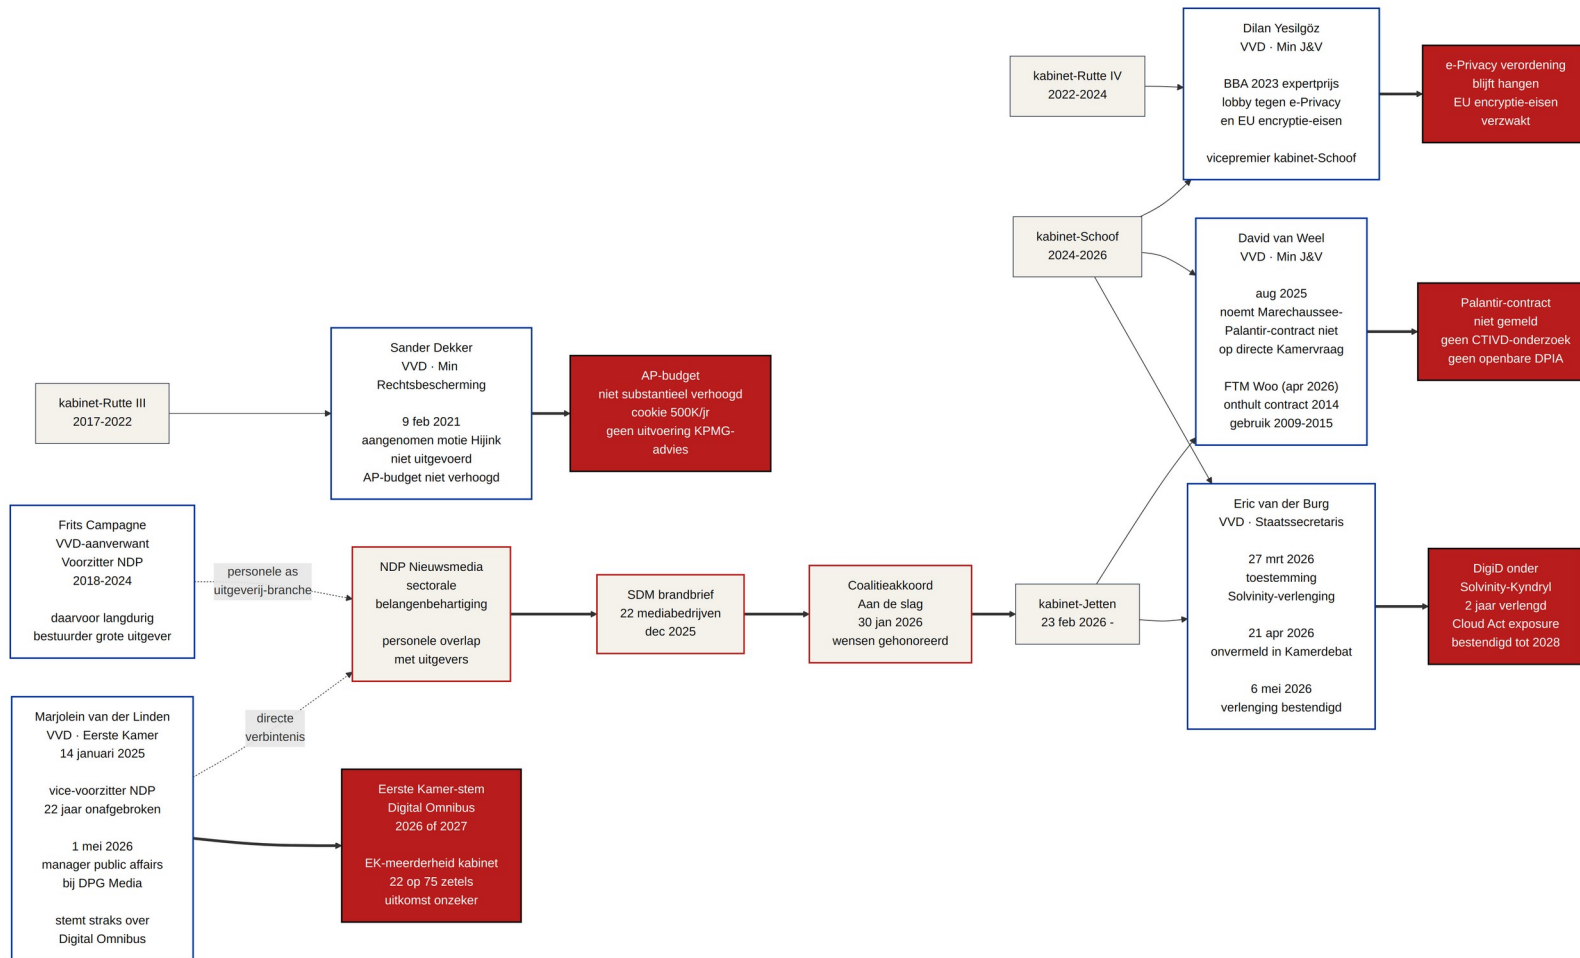 Dilan Yesilgöz
VVD · Min J&V
BBA 2023 expertprijs
lobby tegen e-Privacy
en EU encryptie-eisen
vicepremier kabinet-Schoof
kabinet-Rutte IV
2022-2024
e-Privacy verordening
blijft hangen
EU encryptie-eisen
verzwakt
kabinet-Schoof
2024-2026
David van Weel
VVD · Min J&V
aug 2025
noemt Marechaussee-
Palantir-contract niet
op directe Kamervraag
FTM Woo (apr 2026)
onthult contract 2014
gebruik 2009-2015
Palantir-contract
niet gemeld
geen CTIVD-onderzoek
geen openbare DPIA
kabinet-Rutte III
2017-2022
Sander Dekker
VVD · Min
Rechtsbescherming
9 feb 2021
aangenomen motie Hijink
niet uitgevoerd
AP-budget niet verhoogd
AP-budget
niet substantieel verhoogd
cookie 500K/jr
geen uitvoering KPMG-
advies
Frits Campagne
VVD-aanverwant
Voorzitter NDP
2018-2024
daarvoor langdurig
bestuurder grote uitgever
personele as
uitgeverij-branche
NDP Nieuwsmedia
sectorale
belangenbehartiging
personele overlap
met uitgevers
SDM brandbrief
22 mediabedrijven
dec 2025
Coalitieakkoord
Aan de slag
30 jan 2026
wensen gehonoreerd
kabinet-Jetten
23 feb 2026 -
Eric van der Burg
VVD · Staatssecretaris
27 mrt 2026
toestemming
Solvinity-verlenging
21 apr 2026
onvermeld in Kamerdebat
6 mei 2026
verlenging bestendigd
DigiD onder
Solvinity-Kyndryl
2 jaar verlengd
Cloud Act exposure
bestendigd tot 2028
Marjolein van der Linden
VVD · Eerste Kamer
14 januari 2025
vice-voorzitter NDP
22 jaar onafgebroken
1 mei 2026
manager public affairs
bij DPG Media
stemt straks over
Digital Omnibus
directe
verbintenis
Eerste Kamer-stem
Digital Omnibus
2026 of 2027
EK-meerderheid kabinet
22 op 75 zetels
uitkomst onzeker